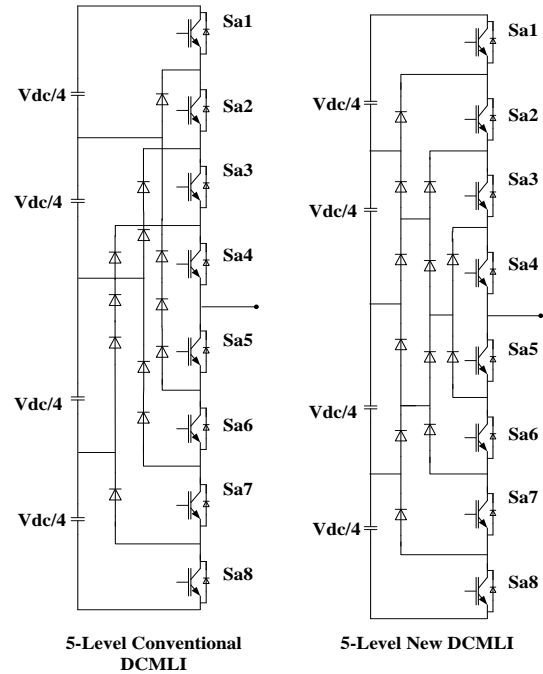 Sa1
Vdc/4
Sa2
Sa3
Vdc/4
Sa4
Sa5
Vdc/4
Sa6
Sa7
Vdc/4
Sa8
5-Level Conventional
DCMLI
Sa1
Vdc/4
Sa2
Sa3
Vdc/4
Sa4
Sa5
Vdc/4
Sa6
Sa7
Vdc/4
Sa8
5-Level New DCMLI